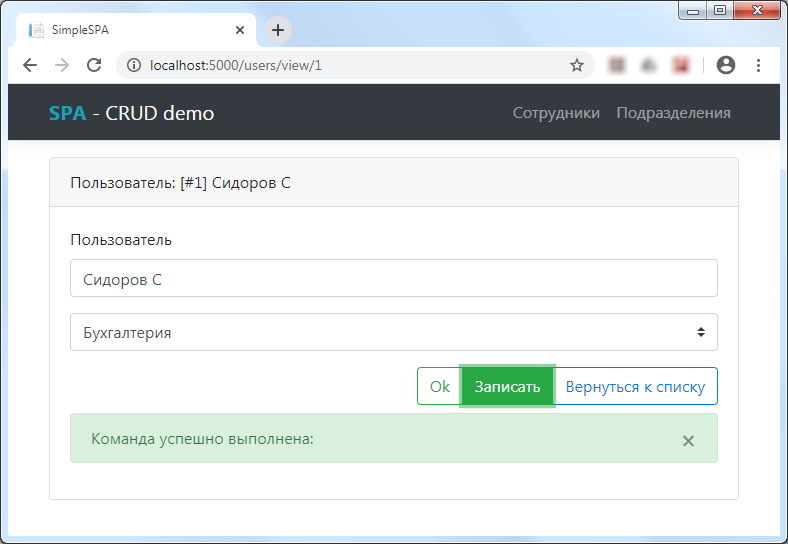 SimpleSPA
localhost:5000/users/view/1
SPA - CRUD demo
Сотрудники Подразделения
Пользователь: [#1] Сидоров С
Пользователь
Сидоров С
Бухгалтерия
Ok Записать Вернуться к списку
Команда успешно выполнена: ×